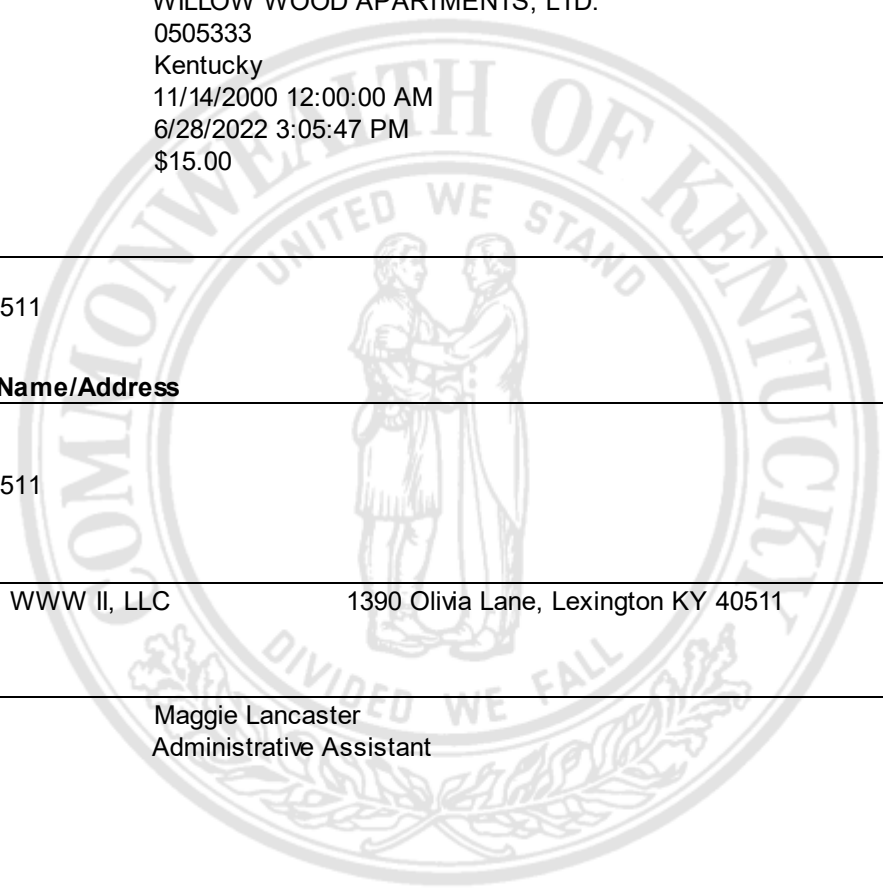 WILLOW WOOD APARTMENTS, LTD.
0505333
Kentucky
11/14/2000 12:00:00 AM
6/28/2022 3:05:47 PM
$15.00
511
Name/Address
511
WWW II, LLC 1390 Olivia Lane, Lexington KY 40511
Maggie Lancaster
Administrative Assistant
COMMONWEALTH OF KENTUCKY
UNITED WE STAND
DIVIDED WE FALL